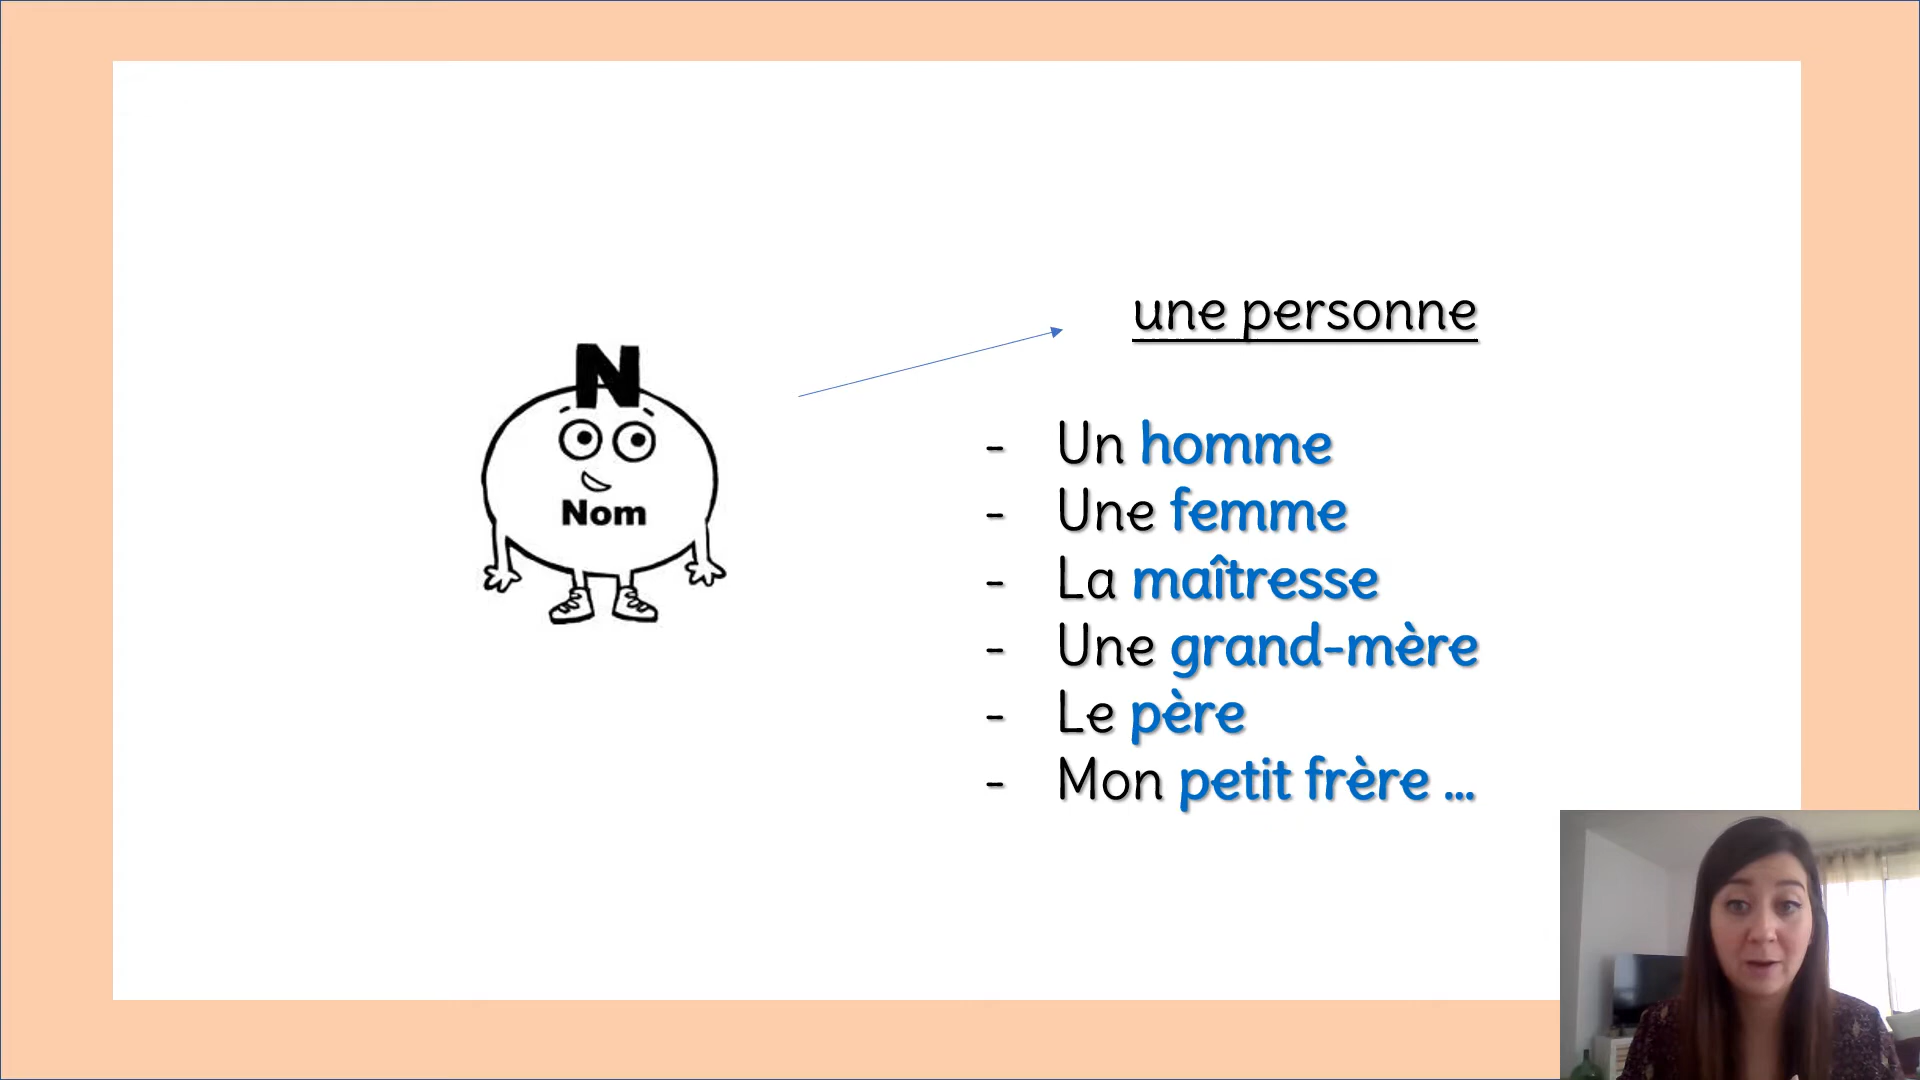 N
Nom
une personne
- Un homme
- Une femme
- La maîtresse
- Une grand-mère
- Le père
- Mon petit frère ...